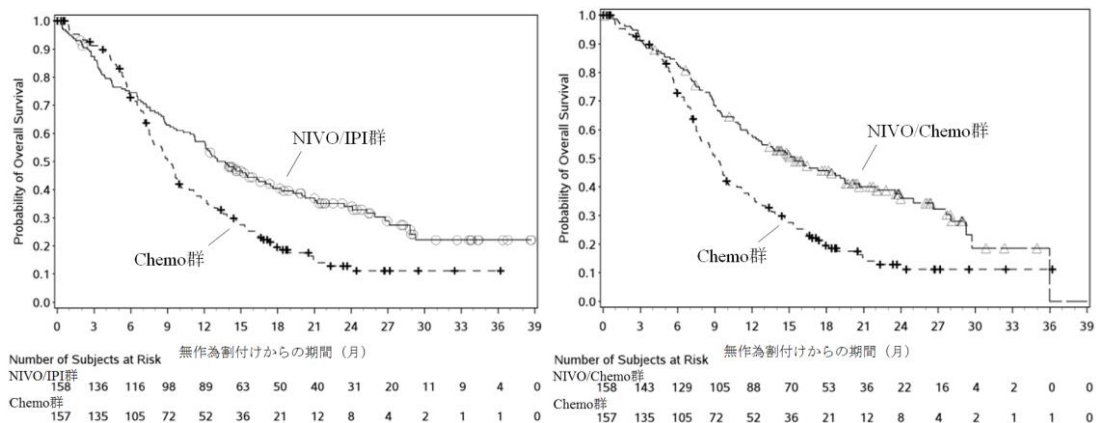 Probability of Overall Survival
1.0
0.9
0.8
0.7
0.6
0.5
0.4
0.3
0.2
0.1
0.0
NIVO/IPI群
Chemo群
0 3 6 9 12 15 18 21 24 27 30 33 36 39
無作為割付けからの期間（月）
Number of Subjects at Risk
NIVO/IPI群
158 136 116 98 89 63 50 40 31 20 11 9 4 0
Chemo群
157 135 105 72 52 36 21 12 8 4 2 1 1 0
Probability of Overall Survival
1.0
0.9
0.8
0.7
0.6
0.5
0.4
0.3
0.2
0.1
0.0
NIVO/Chemo群
Chemo群
0 3 6 9 12 15 18 21 24 27 30 33 36 39
無作為割付けからの期間（月）
Number of Subjects at Risk
NIVO/Chemo群
158 143 129 105 88 70 53 36 22 16 4 2 0 0
Chemo群
157 135 105 72 52 36 21 12 8 4 2 1 1 0